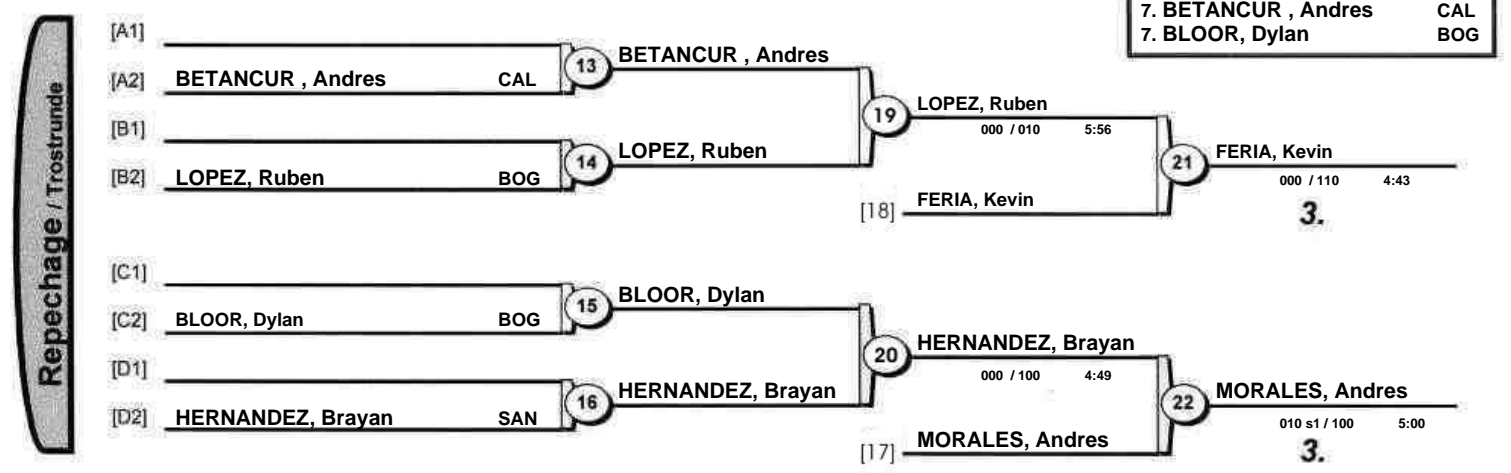 7. BETANCUR , Andres CAL
7. BLOOR, Dylan BOG
Repechage / Trostrunde
[A1]
[A2] BETANCUR , Andres CAL
13 BETANCUR , Andres
[B1]
[B2] LOPEZ, Ruben BOG
14 LOPEZ, Ruben
19 LOPEZ, Ruben
000 / 010 5:56
[18] FERIA, Kevin
21 FERIA, Kevin
000 / 110 4:43
3.
[C1]
[C2] BLOOR, Dylan BOG
15 BLOOR, Dylan
[D1]
[D2] HERNANDEZ, Brayan SAN
16 HERNANDEZ, Brayan
20 HERNANDEZ, Brayan
000 / 100 4:49
[17] MORALES, Andres
22 MORALES, Andres
010 s1 / 100 5:00
3.